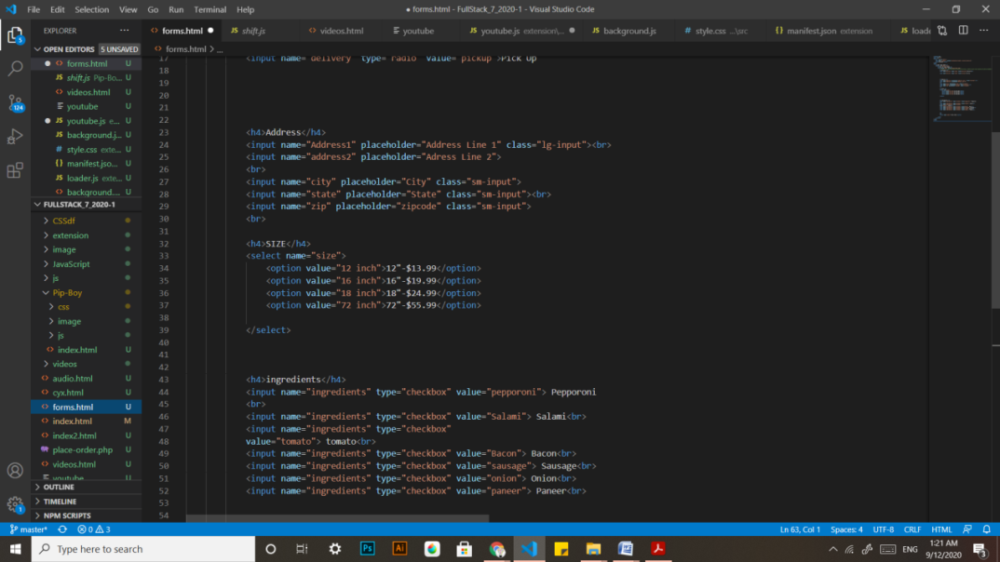 File Edit Selection View Go Run Terminal Help
● forms.html - FullStack_7_2020-1 - Visual Studio Code
EXPLORER
OPEN EDITORS 5 UNSAVED
forms.html U
shift.js Pip-Bo... U
videos.html U
youtube U
youtube.js e... U
background.j... U
style.css exte... U
manifest.json... U
loader.js exte... U
background.... U
FULLSTACK_7_2020-1
CSSdf
extension
image
JavaScript
js
Pip-Boy
css
image
js
index.html U
videos
audio.html U
cyx.html U
forms.html U
index.html M
index2.html U
place-order.php U
videos.html U
youtube U
OUTLINE
TIMELINE
NPM SCRIPTS
5
124
1
forms.html shift.js videos.html youtube youtube.js extension\... background.js style.css ...\src manifest.json extension loade
forms.html > ...
17 <input name="delivery" type="radio" value="pickup">Pick Up
18
19
20
21
22
23 <h4>Address</h4>
24 <input name="Address1" placeholder="Address Line 1" class="lg-input"><br>
25 <input name="address2" placeholder="Adress Line 2">
26 <br>
27 <input name="city" placeholder="City" class="sm-input">
28 <input name="state" placeholder="State" class="sm-input"><br>
29 <input name="zip" placeholder="zipcode" class="sm-input">
30 <br>
31
32 <h4>SIZE</h4>
33 <select name="size">
34 <option value="12 inch">12”-$13.99</option>
35 <option value="16 inch">16”-$19.99</option>
36 <option value="18 inch">18”-$24.99</option>
37 <option value="72 inch">72”-$55.99</option>
38
39 </select>
40
41
42
43 <h4>ingredients</h4>
44 <input name="ingredients" type="checkbox" value="pepporoni"> Pepporoni
45 <br>
46 <input name="ingredients" type="checkbox" value="Salami"> Salami<br>
47 <input name="ingredients" type="checkbox"
48 value="tomato"> tomato<br>
49 <input name="ingredients" type="checkbox" value="Bacon"> Bacon<br>
50 <input name="ingredients" type="checkbox" value="sausage"> Sausage<br>
51 <input name="ingredients" type="checkbox" value="onion"> Onion<br>
52 <input name="ingredients" type="checkbox" value="paneer"> Paneer<br>
53
54
master* 0 3 Ln 63, Col 1 Spaces: 4 UTF-8 CRLF HTML
Type here to search
Ps Ai
ENG
1:21 AM
9/12/2020
3